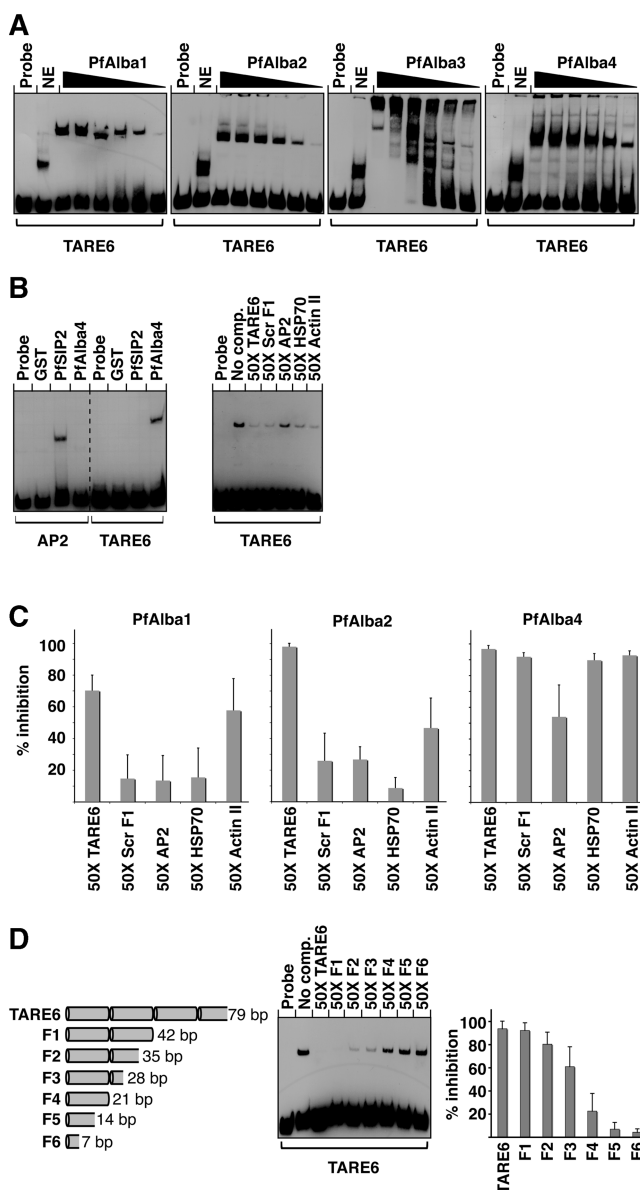 A
Probe NE PfAlba1
Probe NE PfAlba2
Probe NE PfAlba3
Probe NE PfAlba4
TARE6 TARE6 TARE6 TARE6
B
Probe GST PfSIP2 PfAlba4 Probe GST PfSIP2 PfAlba4
Probe No comp. 50X TARE6 50X Scr F1 50X AP2 50X HSP70 50X Actin II
AP2 TARE6 TARE6
C
PfAlba1 PfAlba2 PfAlba4
% inhibition
100
80
60
40
20
50X TARE6 50X Scr F1 50X AP2 50X HSP70 50X Actin II
50X TARE6 50X Scr F1 50X AP2 50X HSP70 50X Actin II
50X TARE6 50X Scr F1 50X AP2 50X HSP70 50X Actin II
D
TARE6 79 bp
F1 42 bp
F2 35 bp
F3 28 bp
F4 21 bp
F5 14 bp
F6 7 bp
Probe No comp. 50X TARE6 50X F1 50X F2 50X F3 50X F4 50X F5 50X F6
TARE6
% inhibition
100
80
60
40
20
TARE6 F1 F2 F3 F4 F5 F6